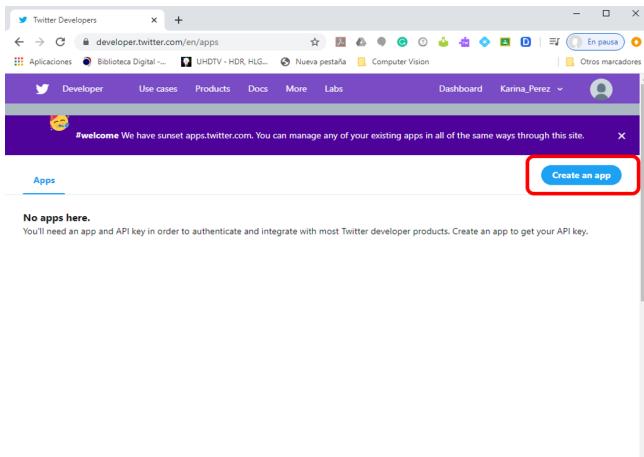 Twitter Developers
developer.twitter.com/en/apps
En pausa
Aplicaciones Biblioteca Digital -... UHDTV - HDR, HLG... Nueva pestaña Computer Vision Otros marcadores
Developer Use cases Products Docs More Labs Dashboard Karina_Perez
#welcome We have sunset apps.twitter.com. You can manage any of your existing apps in all of the same ways through this site.
Apps
Create an app
No apps here.
You'll need an app and API key in order to authenticate and integrate with most Twitter developer products. Create an app to get your API key.